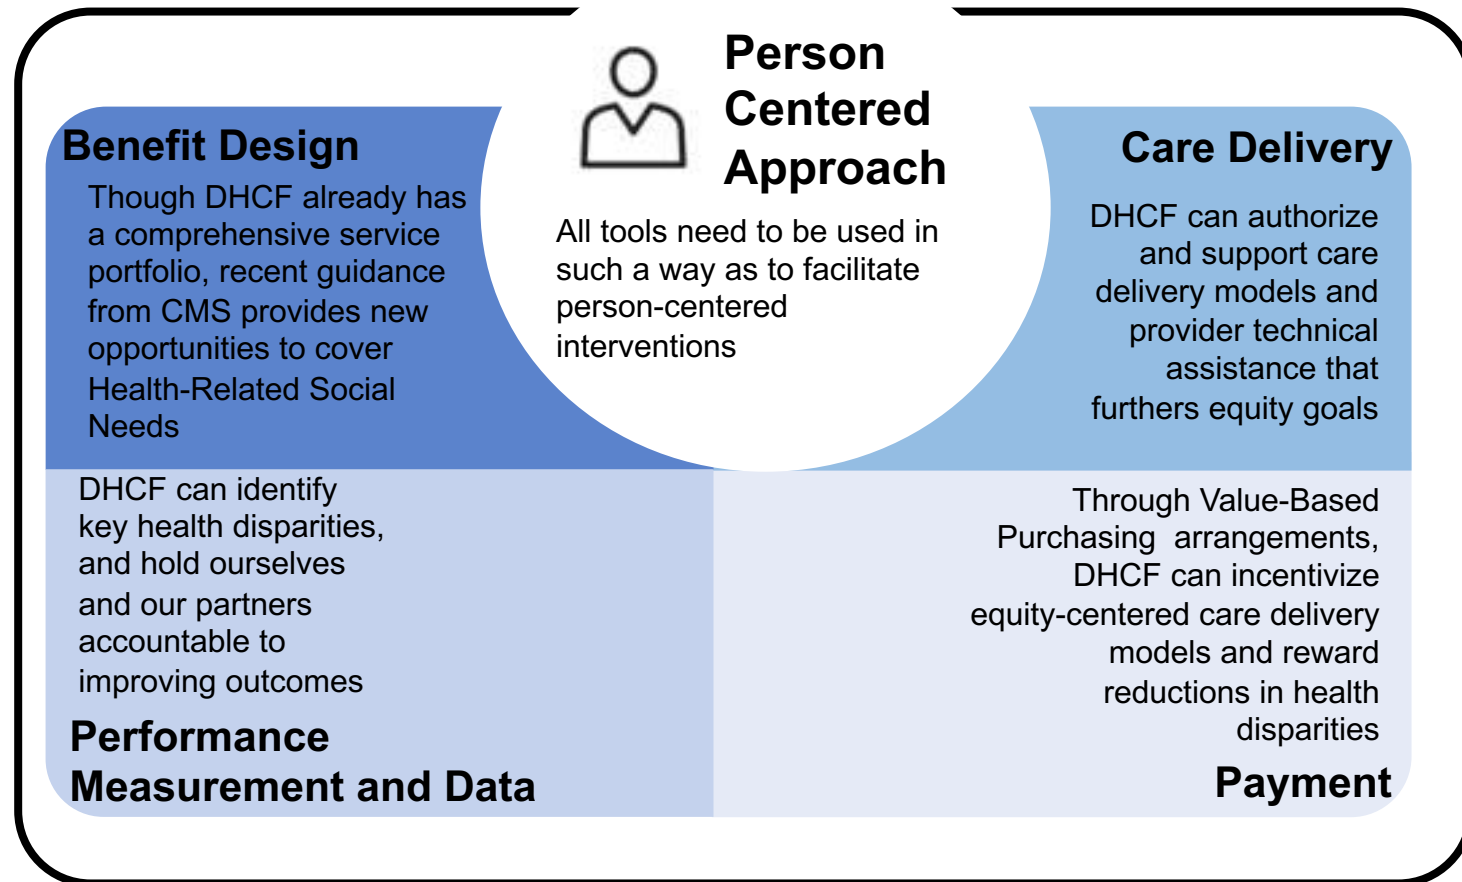 Person
Centered
Approach
All tools need to be used in
such a way as to facilitate
person-centered
interventions
Benefit Design
Though DHCF already has
a comprehensive service
portfolio, recent guidance
from CMS provides new
opportunities to cover
Health-Related Social
Needs
Care Delivery
DHCF can authorize
and support care
delivery models and
provider technical
assistance that
furthers equity goals
DHCF can identify
key health disparities,
and hold ourselves
and our partners
accountable to
improving outcomes
Performance
Measurement and Data
Through Value-Based
Purchasing  arrangements,
DHCF can incentivize
equity-centered care delivery
models and reward
reductions in health
disparities
Payment